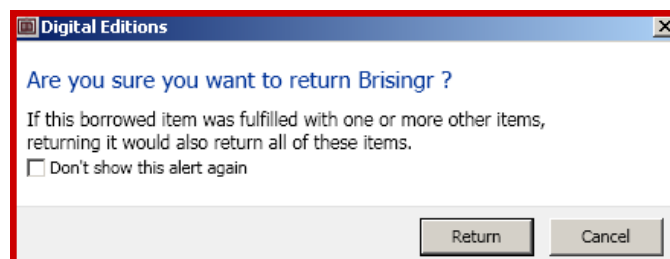 Digital Editions
Are you sure you want to return Brisingr ?
If this borrowed item was fulfilled with one or more other items,
returning it would also return all of these items.
Don't show this alert again
Return Cancel